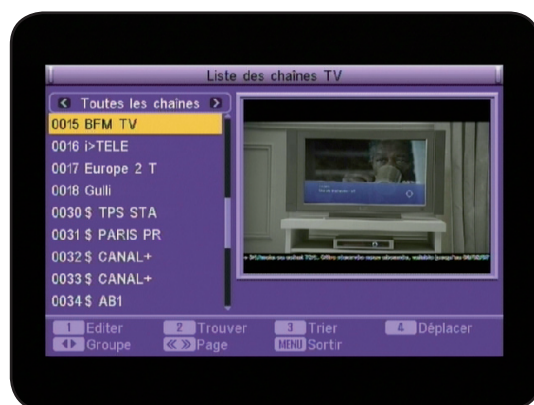 Liste des chaînes TV
Toutes les chaînes
0015 BFM TV
0016 i>TELE
0017 Europe 2 T
0018 Gulli
0030 $ TPS STA
0031 $ PARIS PR
0032 $ CANAL+
0033 $ CANAL+
0034 $ AB1
1 Editer 2 Trouver 3 Trier 4 Déplacer
Groupe Page MENU Sortir